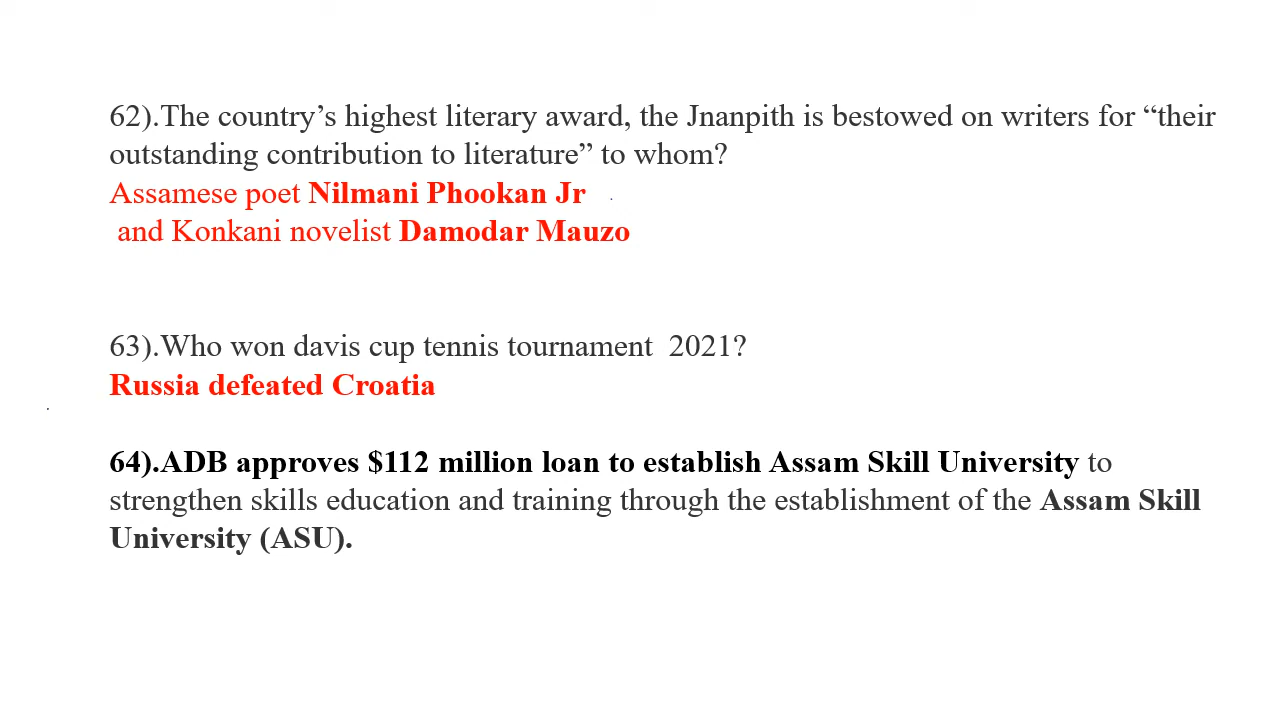 62).The country’s highest literary award, the Jnanpith is bestowed on writers for “their
outstanding contribution to literature” to whom?
Assamese poet Nilmani Phookan Jr
and Konkani novelist Damodar Mauzo
63).Who won davis cup tennis tournament  2021?
Russia defeated Croatia
64).ADB approves $112 million loan to establish Assam Skill University to
strengthen skills education and training through the establishment of the Assam Skill
University (ASU).